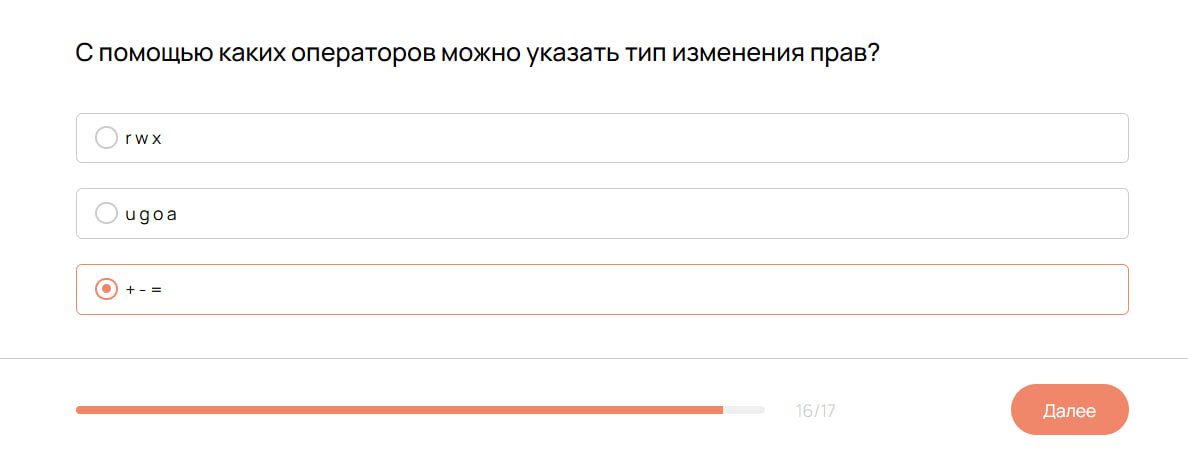 С помощью каких операторов можно указать тип изменения прав?
r w x
u g o a
+ - =
16/17
Далее